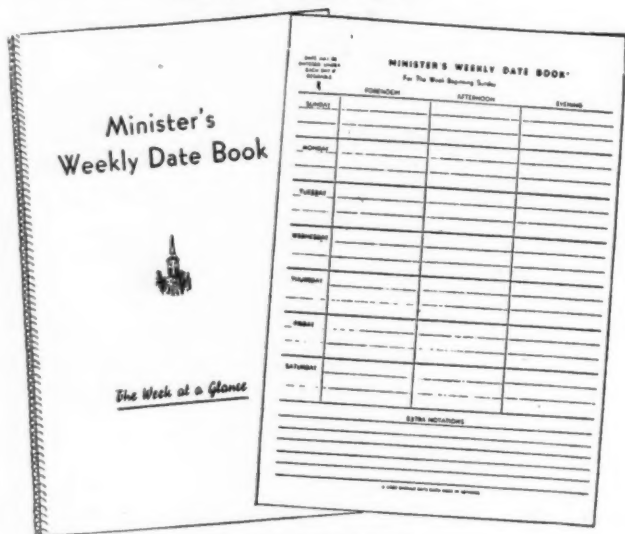 Minister's
Weekly Date Book
The Week at a Glance
MINISTER'S WEEKLY DATE BOOK
For The Week Beginning Sunday
FORENOON AFTERNOON EVENING
SUNDAY
MONDAY
TUESDAY
WEDNESDAY
THURSDAY
FRIDAY
SATURDAY
EXTRA NOTATIONS